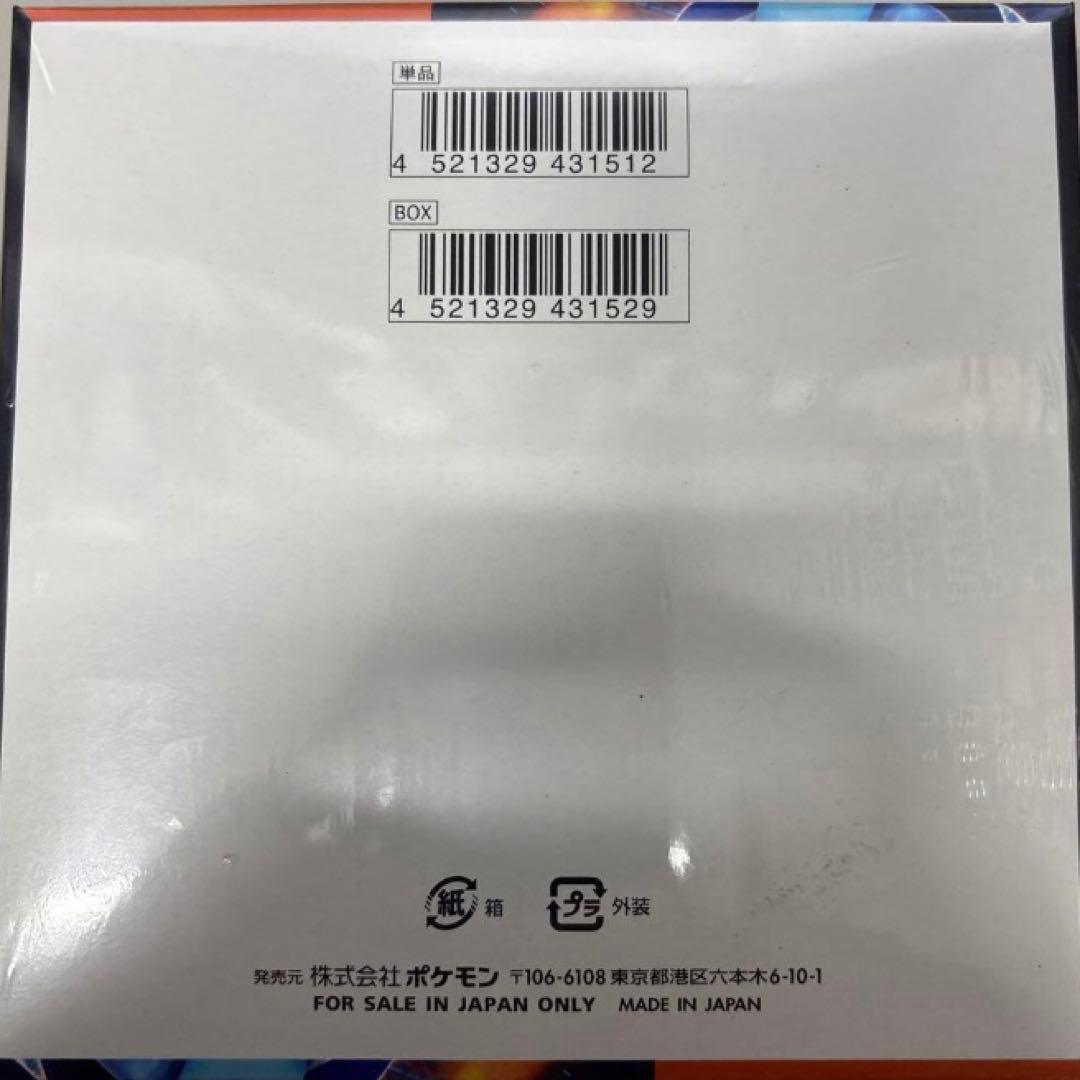 単品
4 521329 431512
BOX
4 521329 431529
紙 箱 プラ 外装
発売元 株式会社 ポケモン 〒106-6108 東京都港区六本木6-10-1
FOR SALE IN JAPAN ONLY MADE IN JAPAN